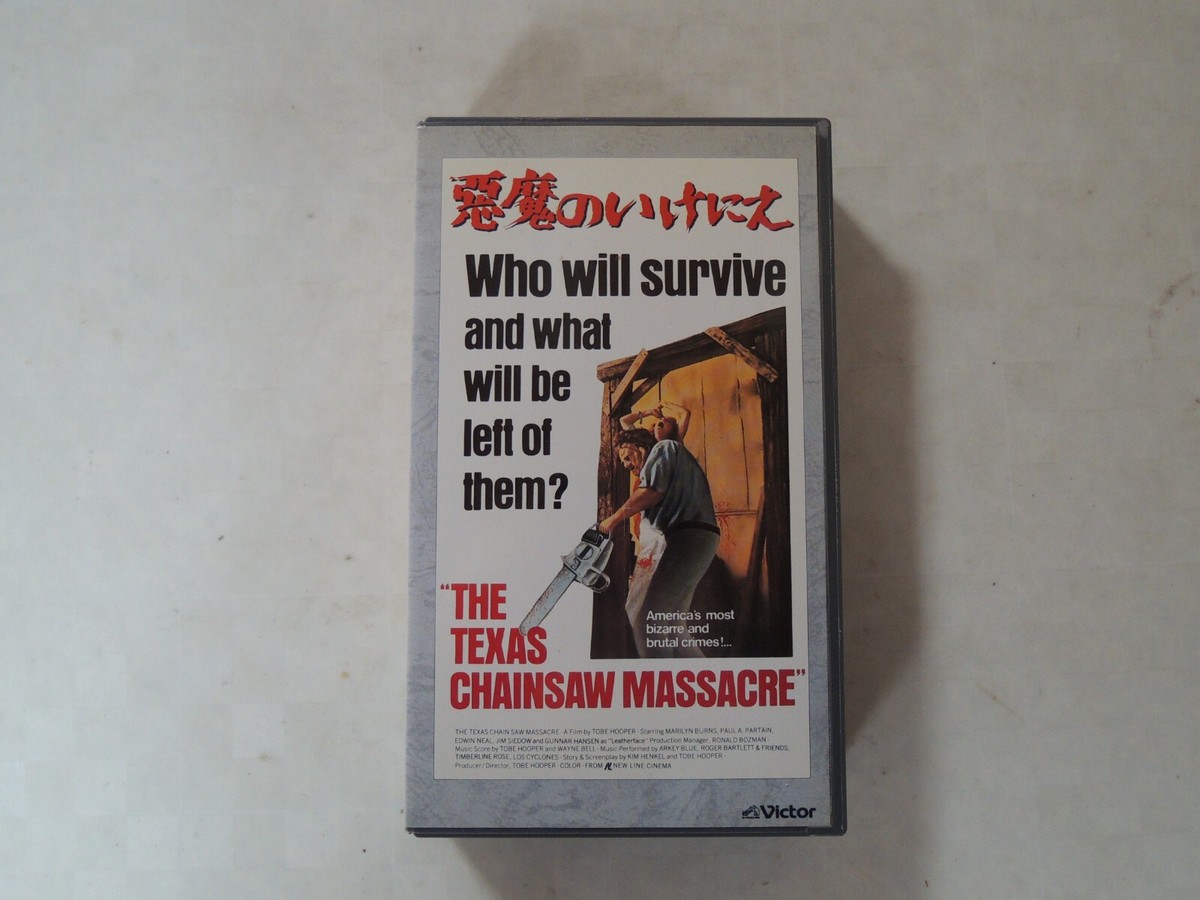 悪魔のいけにえ
Who will survive
and what
will be
left of
them?
America's most
bizarre and
brutal crimes!...
"THE
TEXAS
CHAINSAW MASSACRE"
THE TEXAS CHAIN SAW MASSACRE · A Film by TOBE HOOPER · Starring MARILYN BURNS, PAUL A. PARTAIN,
EDWIN NEAL, JIM SIEDOW and GUNNAR HANSEN as "Leatherface" Production Manager, RONALD BOZMAN ·
Music Score by TOBE HOOPER and WAYNE BELL · Music Performed by ARKEY BLUE, ROGER BARTLETT & FRIENDS,
TIMBERLINE ROSE, LOS CYCLONES · Story & Screenplay by KIM HENKEL and TOBE HOOPER ·
Producer/Director, TOBE HOOPER · COLOR · FROM NEW LINE CINEMA
Victor